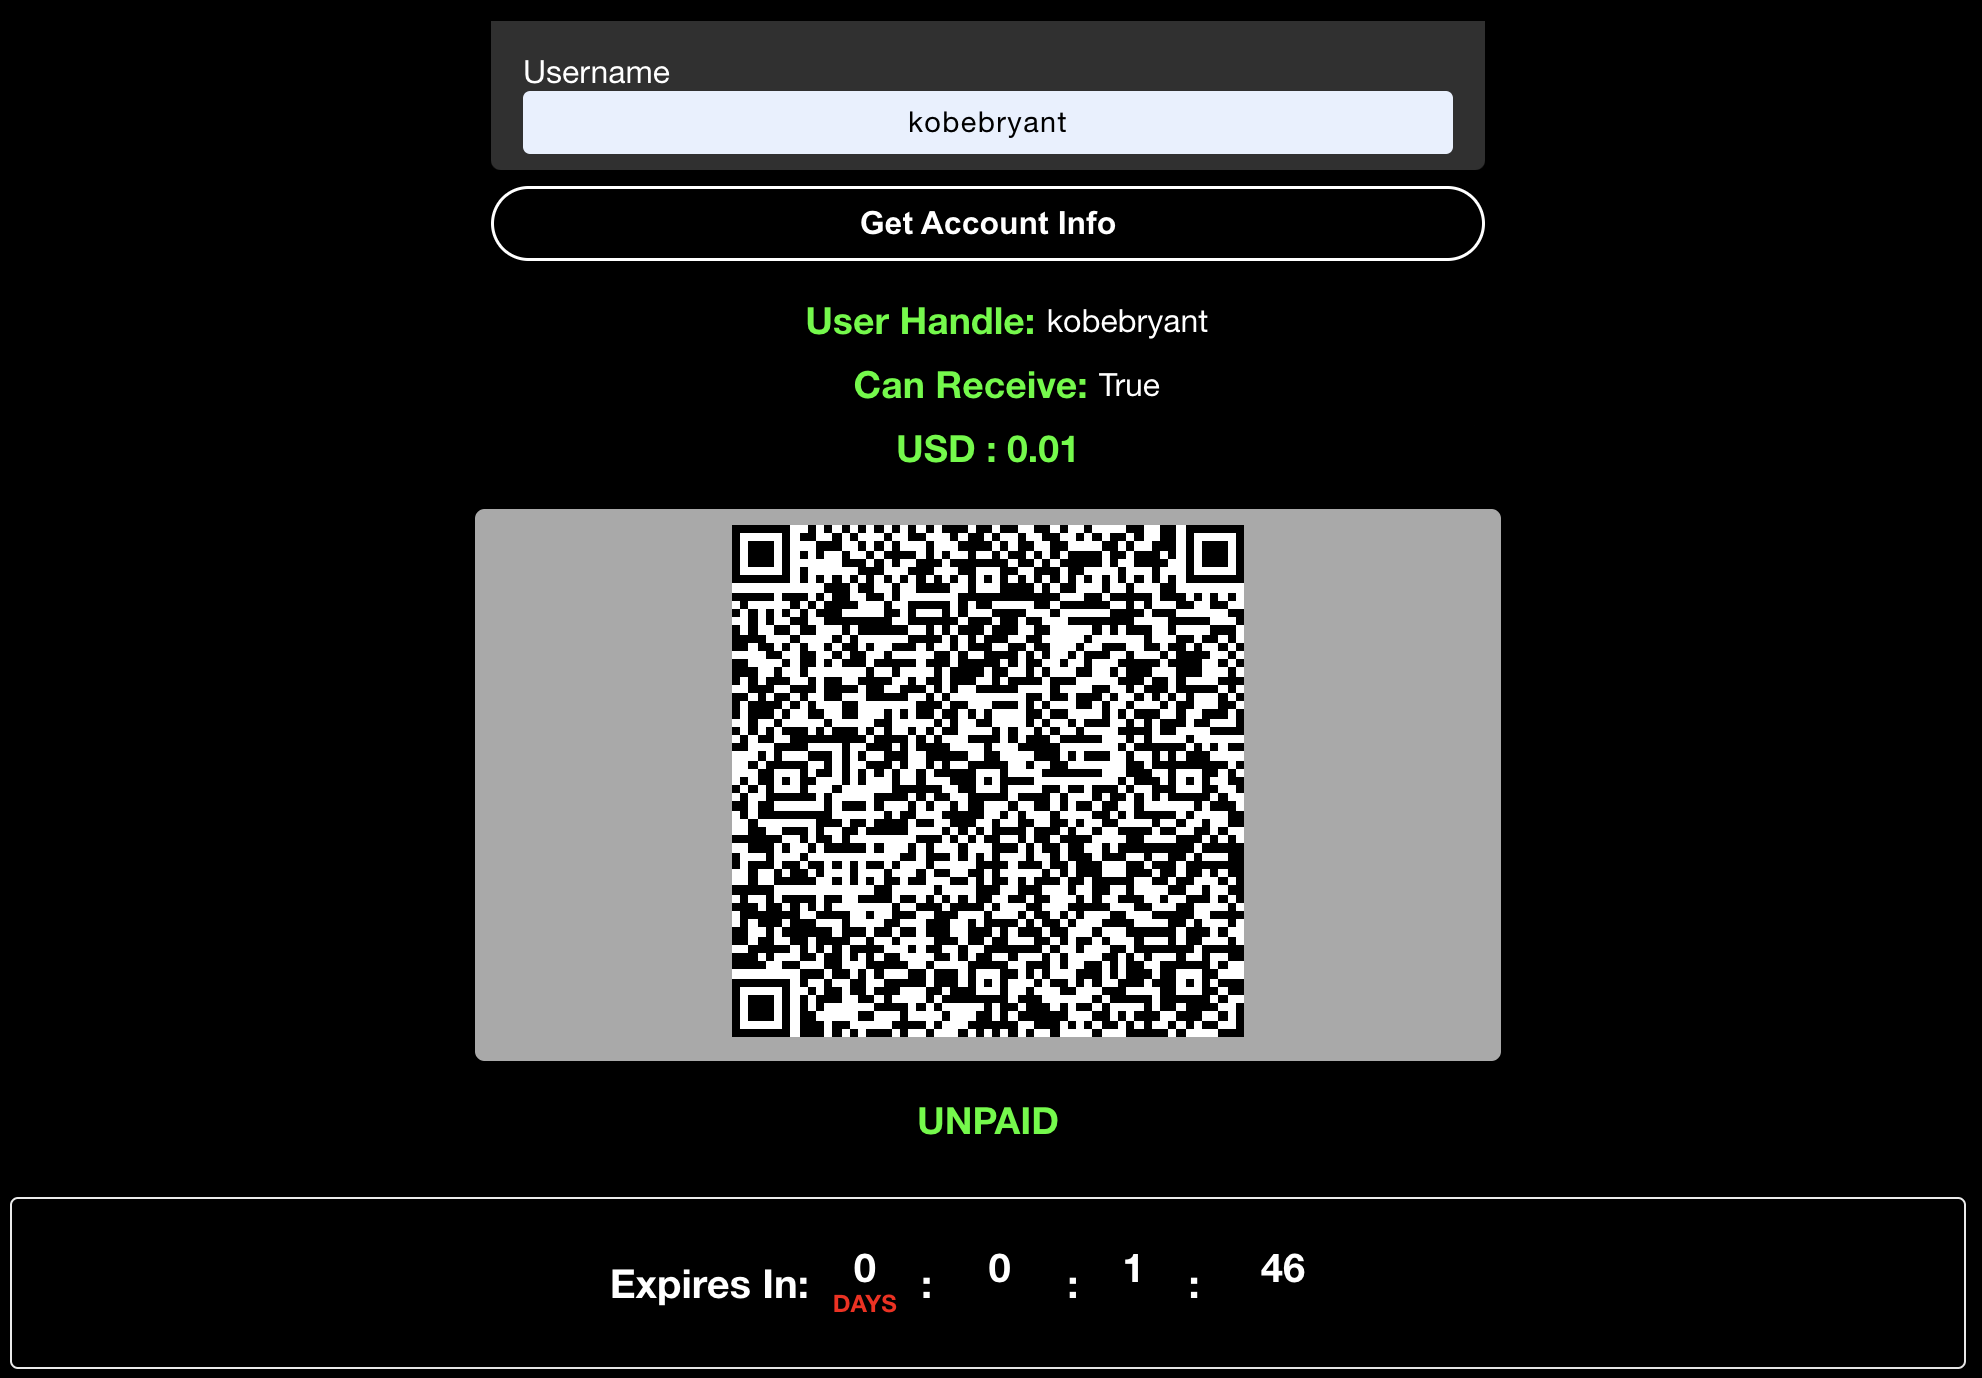 Username
kobebryant
Get Account Info
User Handle: kobebryant
Can Receive: True
USD : 0.01
UNPAID
Expires In: 0 : 0 : 1 : 46
DAYS